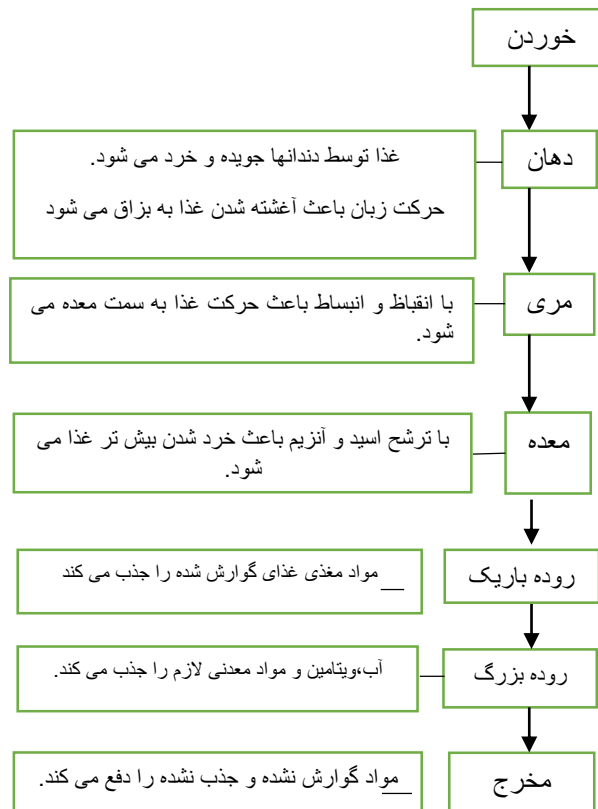 خوردن
دهان
غذا توسط دندانها جویده و خرد می شود.
حرکت زبان باعث آغشته شدن غذا به بزاق می شود
مری
با انقباظ و انبساط باعث حرکت غذا به سمت معده می
شود.
معده
با ترشح اسید و آنزیم باعث خرد شدن بیش تر غذا می
شود.
روده باریک
مواد مغذی غذای گوارش شده را جذب می کند
روده بزرگ
آب،ویتامین و مواد معدنی لازم را جذب می کند.
مخرج
مواد گوارش نشده و جذب نشده را دفع می کند.